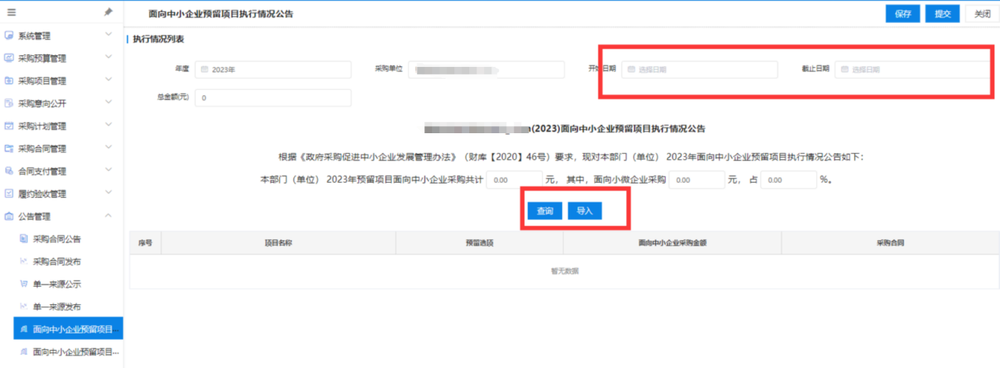 面向中小企业预留项目执行情况公告
保存 提交 关闭
系统管理
采购预算管理
采购项目管理
采购意向公开
采购计划管理
采购合同管理
合同支付管理
履约验收管理
公告管理
采购合同公告
采购合同发布
单一来源公示
单一来源发布
面向中小企业预留项目...
面向中小企业预留项目...
执行情况列表
年度 2023年 采购单位 开始日期 选择日期 截止日期 选择日期
总金额(元) 0
(2023)面向中小企业预留项目执行情况公告
根据《政府采购促进中小企业发展管理办法》（财库【2020】46号）要求，现对本部门（单位） 2023年面向中小企业预留项目执行情况公告如下：
本部门（单位） 2023年预留项目面向中小企业采购共计 0.00 元， 其中，面向小微企业采购 0.00 元， 占 0.00 %。
查询 导入
序号 项目名称 预留选项 面向中小企业采购金额 采购合同
暂无数据